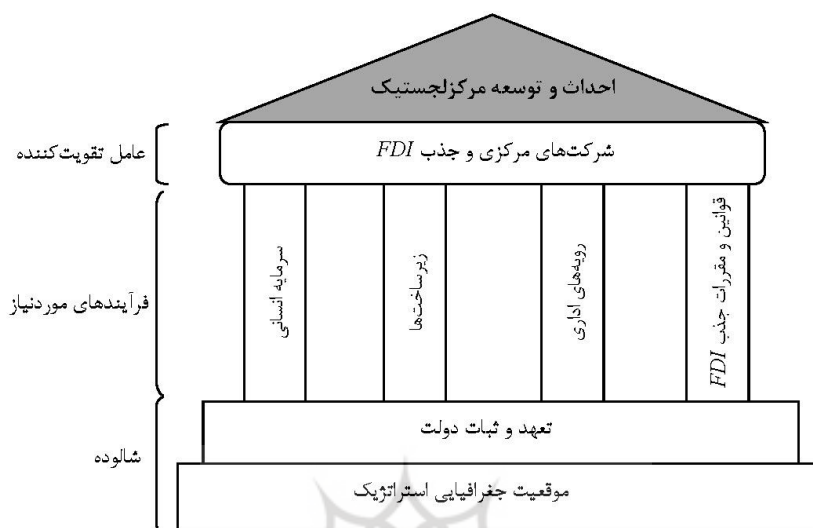 احداث و توسعه مرکزلجستیک
عامل تقویت‌کننده
شرکت‌های مرکزی و جذب FDI
فرآیندهای موردنیاز
قوانین و مقررات جذب FDI
رویه‌های اداری
زیرساخت‌ها
سرمایه انسانی
شالوده
تعهد و ثبات دولت
موقعیت جغرافیایی استراتژیک